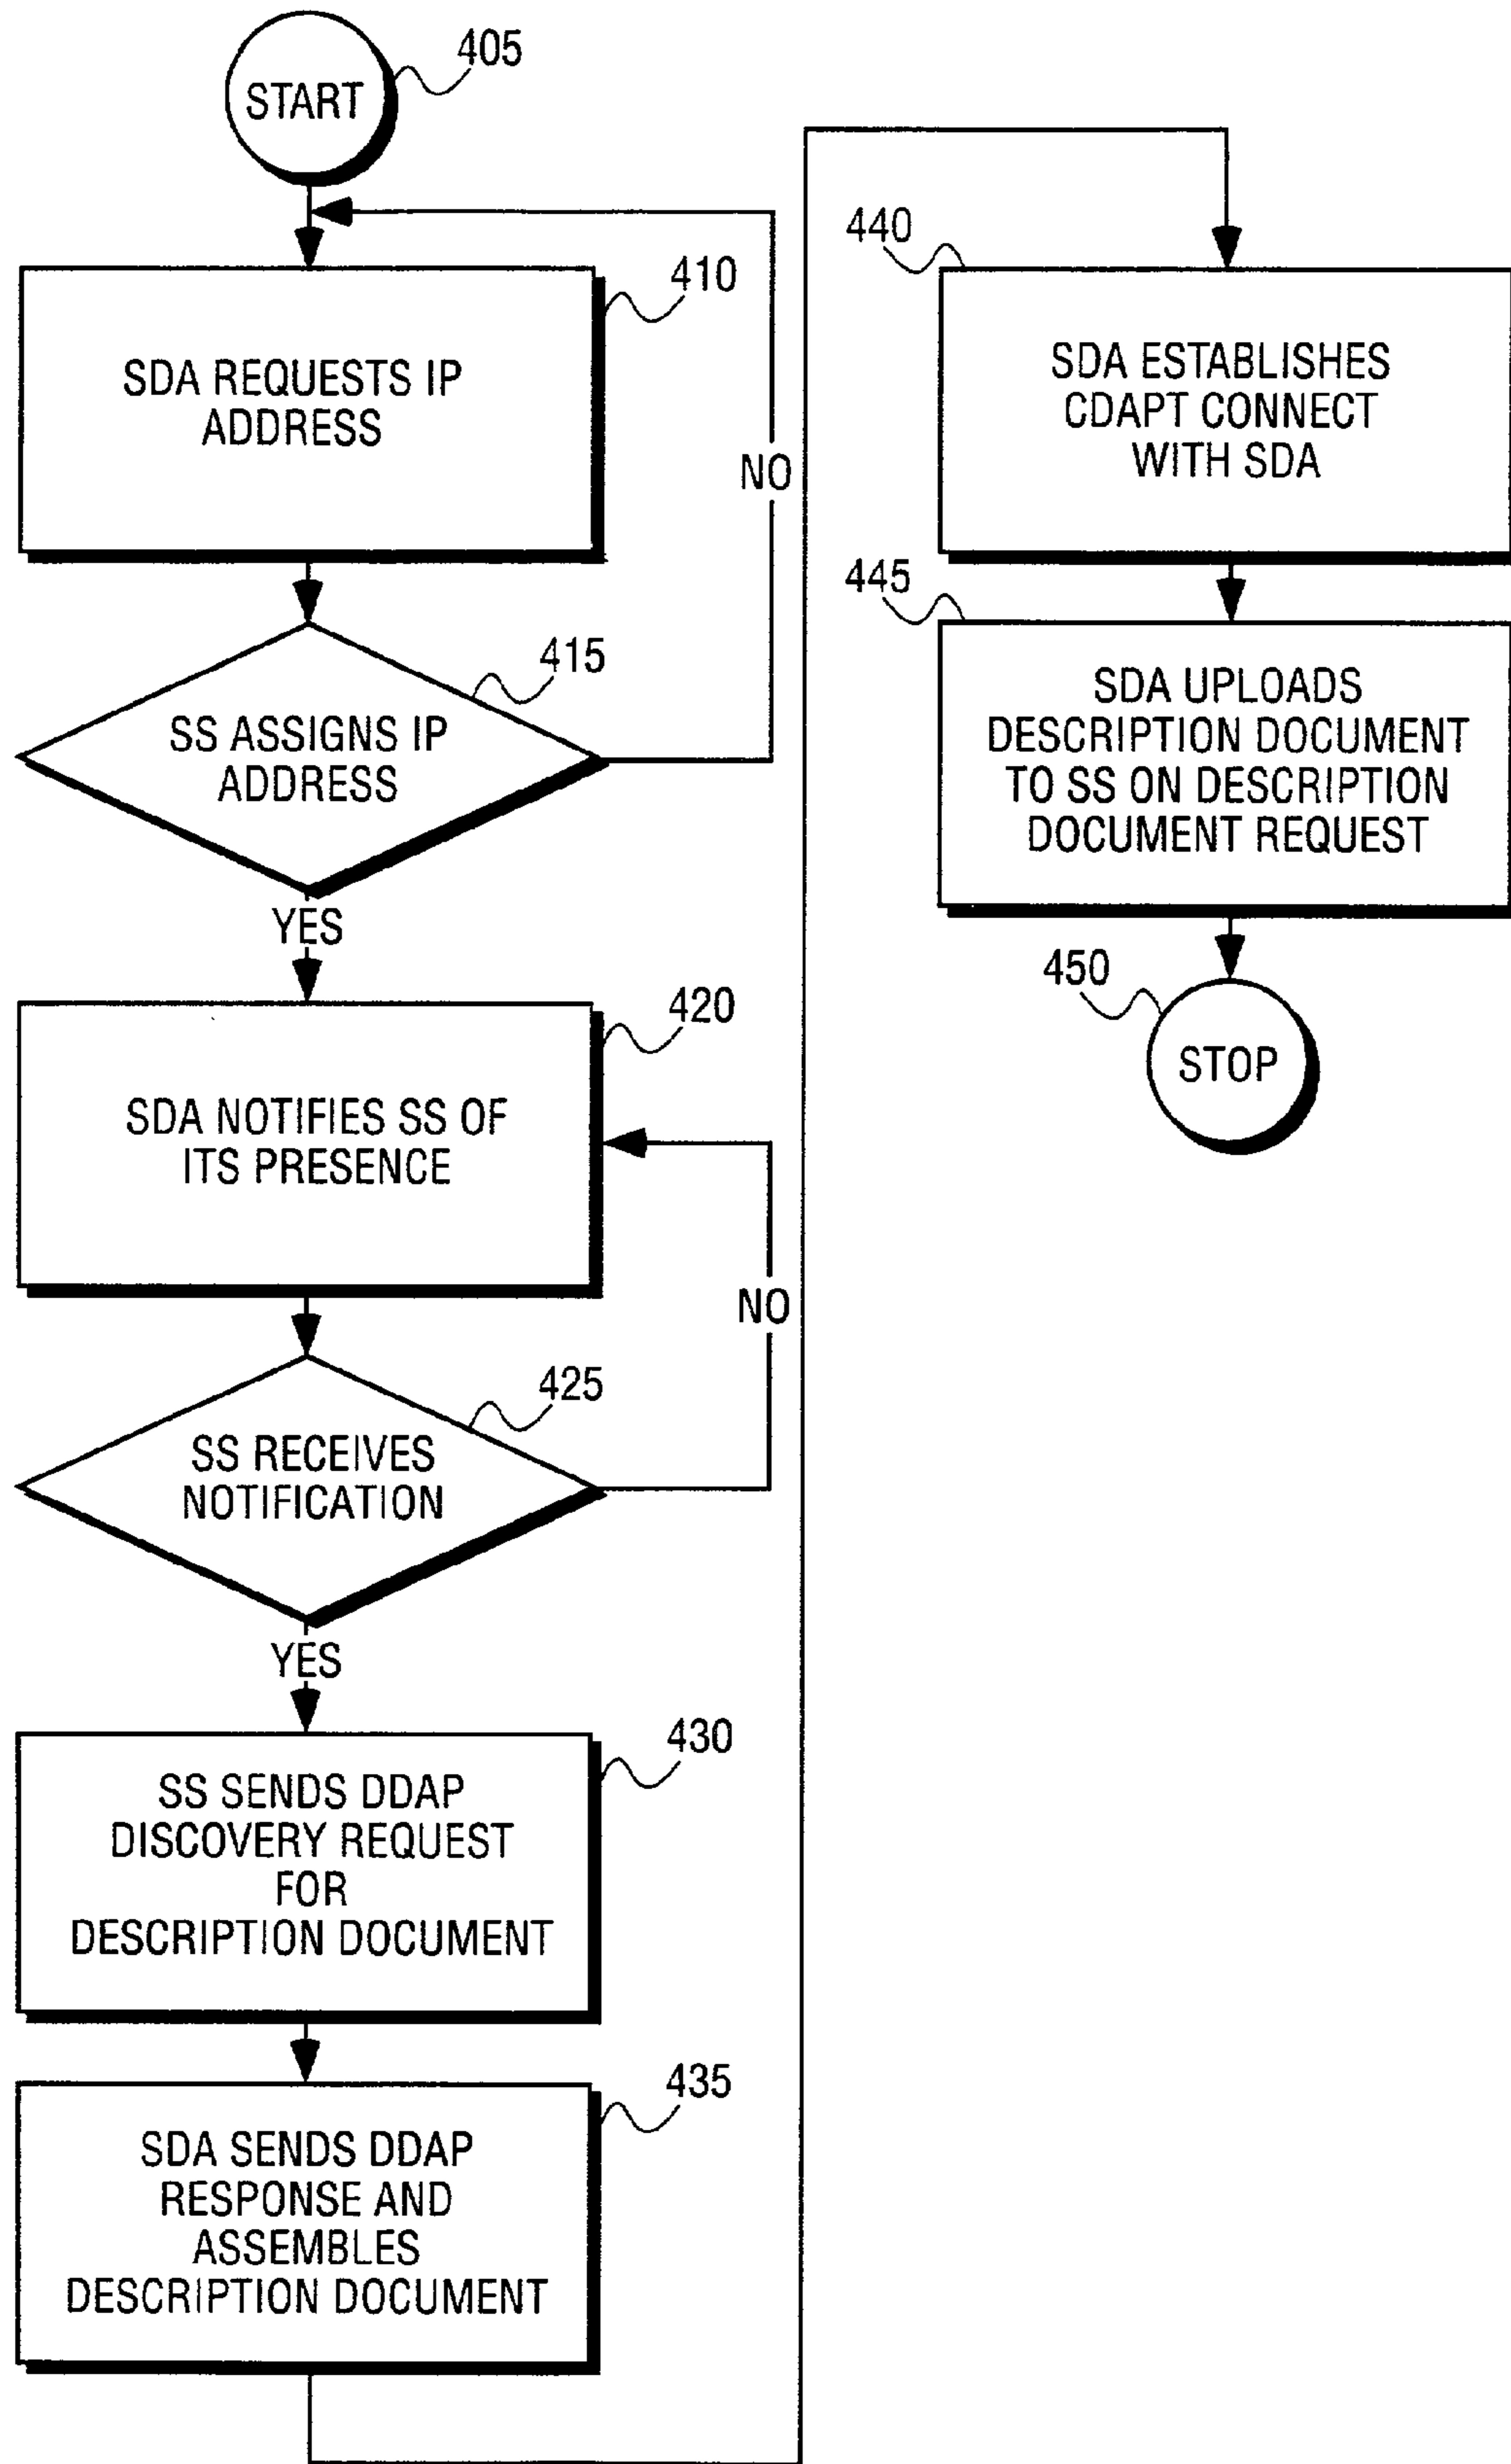 START
405
410
SDA REQUESTS IP
ADDRESS
NO
415
SS ASSIGNS IP
ADDRESS
YES
420
SDA NOTIFIES SS OF
ITS PRESENCE
NO
425
SS RECEIVES
NOTIFICATION
YES
430
SS SENDS DDAP
DISCOVERY REQUEST
FOR
DESCRIPTION DOCUMENT
435
SDA SENDS DDAP
RESPONSE AND
ASSEMBLES
DESCRIPTION DOCUMENT
440
SDA ESTABLISHES
CDAPT CONNECT
WITH SDA
445
SDA UPLOADS
DESCRIPTION DOCUMENT
TO SS ON DESCRIPTION
DOCUMENT REQUEST
450
STOP